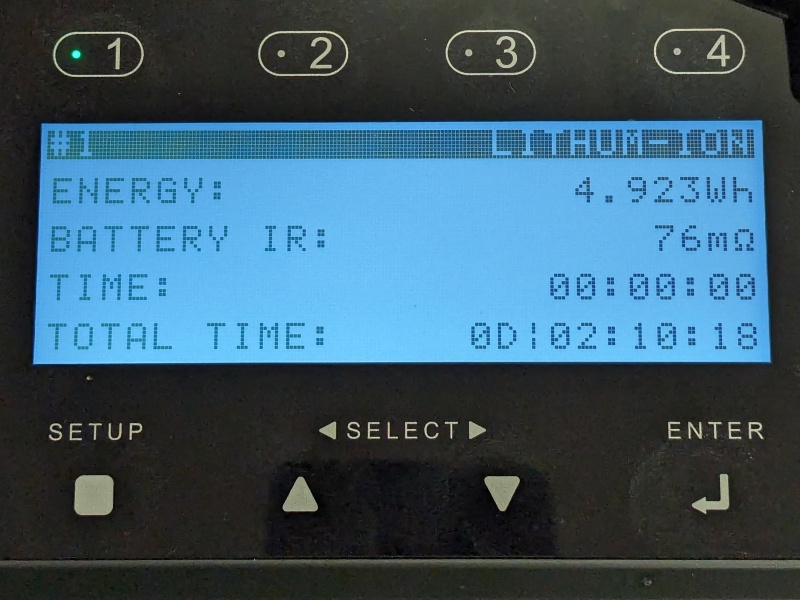 1 2 3 4
#1 LITHUM-ION
ENERGY: 4.923Wh
BATTERY IR: 76mΩ
TIME: 00:00:00
TOTAL TIME: 0D¦02:10:18
SETUP ◀SELECT▶ ENTER